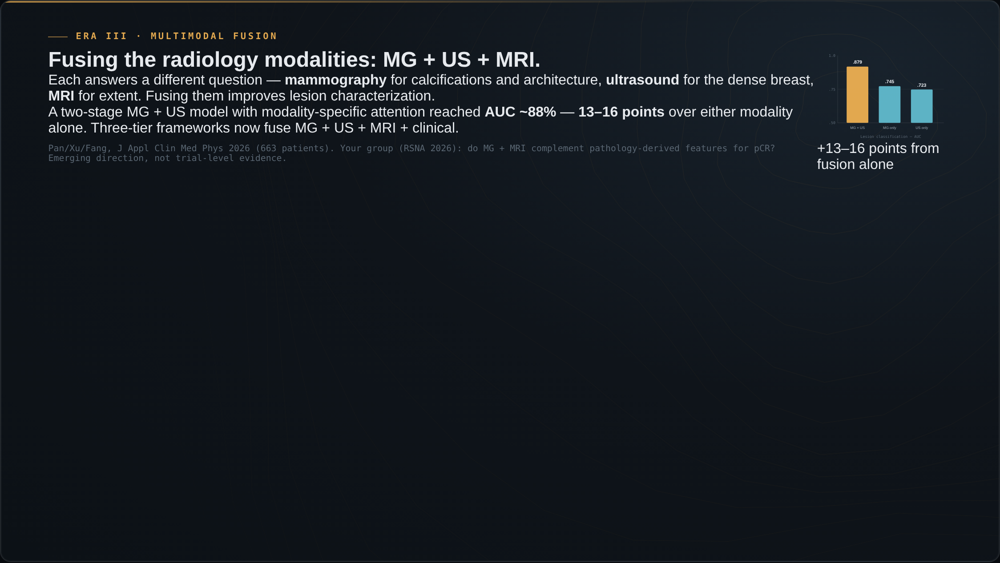 ERA III · MULTIMODAL FUSION
Fusing the radiology modalities: MG + US + MRI.
Each answers a different question — mammography for calcifications and architecture, ultrasound for the dense breast,
MRI for extent. Fusing them improves lesion characterization.
A two-stage MG + US model with modality-specific attention reached AUC ~88% — 13–16 points over either modality
alone. Three-tier frameworks now fuse MG + US + MRI + clinical.
Pan/Xu/Fang, J Appl Clin Med Phys 2026 (663 patients). Your group (RSNA 2026): do MG + MRI complement pathology-derived features for pCR?
Emerging direction, not trial-level evidence.
1.0
.879
.745
.723
.75
.50
MG + US
MG only
US only
Lesion classification — AUC
+13–16 points from
fusion alone